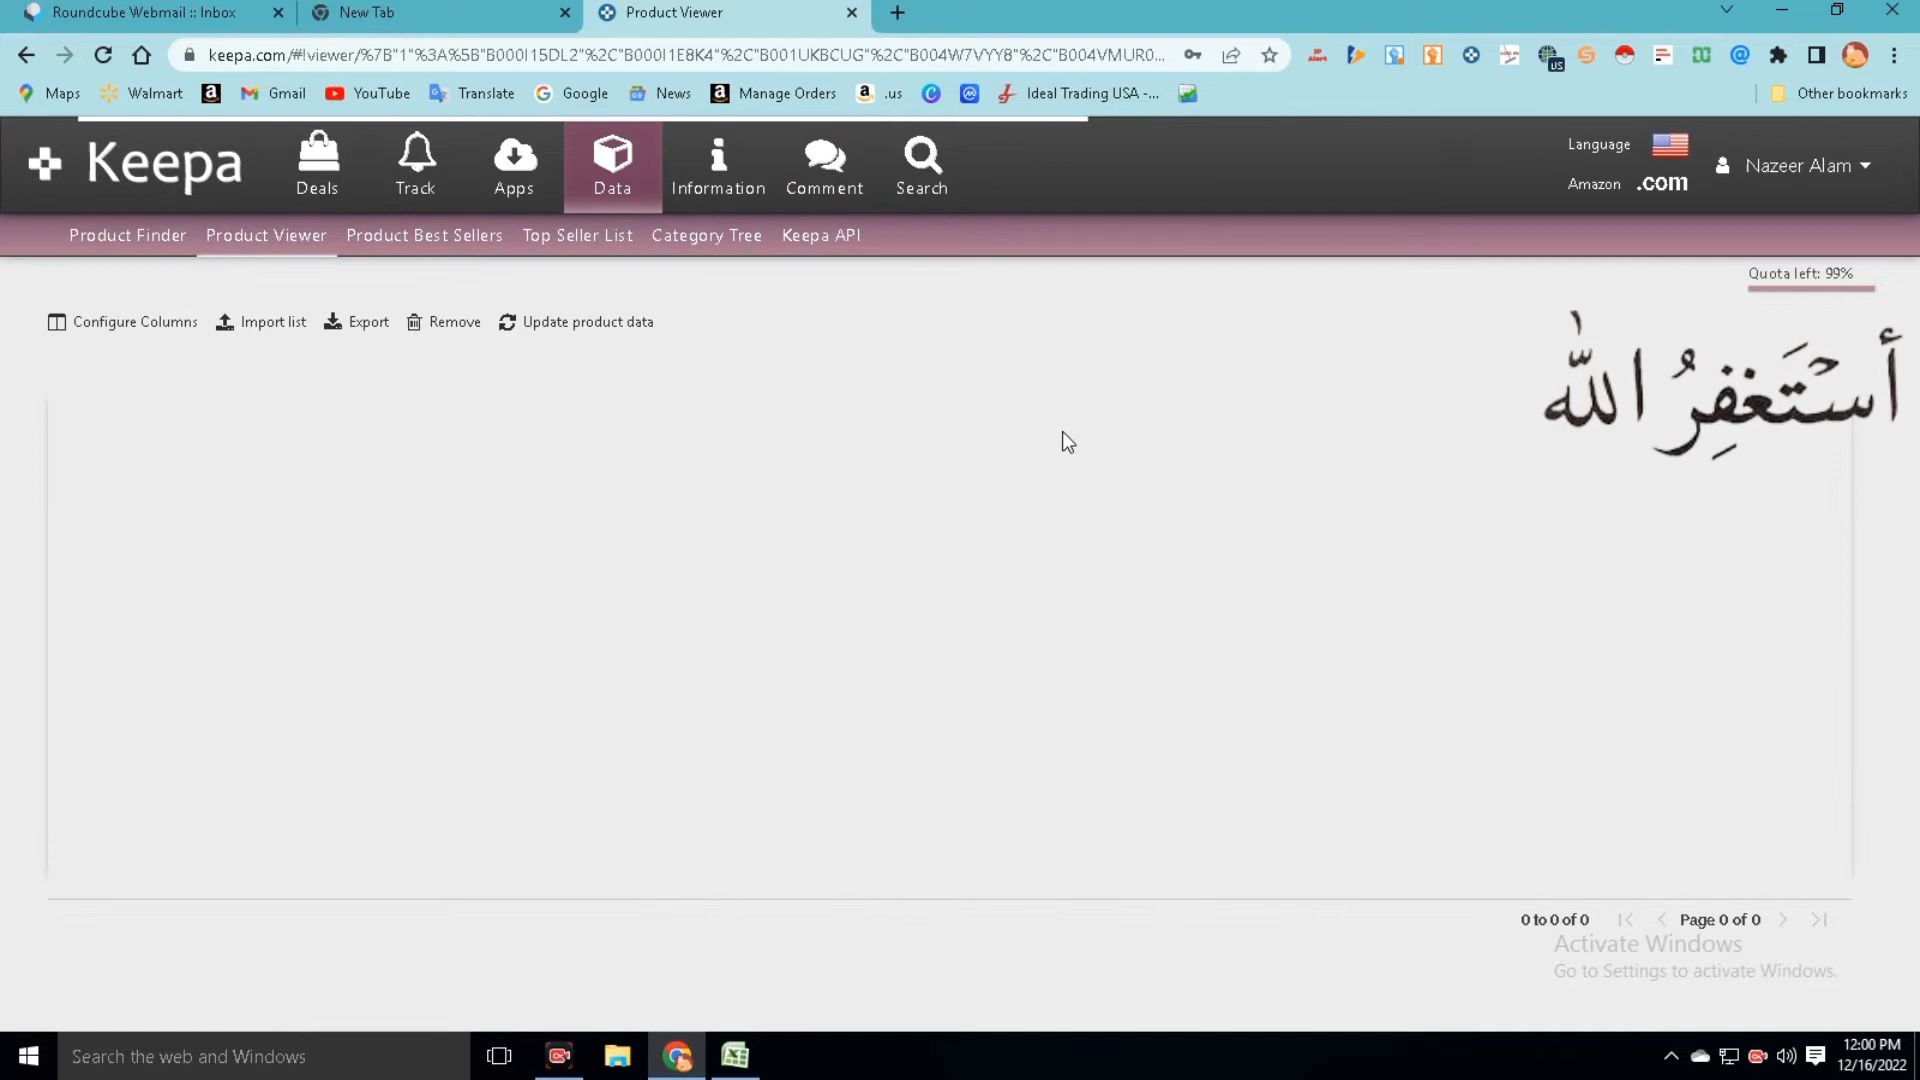 Roundcube Webmail :: Inbox
New Tab
Product Viewer
keepa.com/#!viewer/%7B"1"%3A%5B"B000I15DL2"%2C"B000I1E8K4"%2C"B001UKBCUG"%2C"B004W7VYY8"%2C"B004VMUR0...
Maps Walmart Gmail YouTube Translate Google News Manage Orders .us Ideal Trading USA -... Other bookmarks
Keepa
Deals Track Apps Data Information Comment Search
Language
Amazon .com
Nazeer Alam
Product Finder Product Viewer Product Best Sellers Top Seller List Category Tree Keepa API
Quota left: 99%
Configure Columns Import list Export Remove Update product data
أَسْتَغْفِرُ اللّٰه
0 to 0 of 0 Page 0 of 0
Activate Windows
Go to Settings to activate Windows.
Search the web and Windows
12:00 PM
12/16/2022